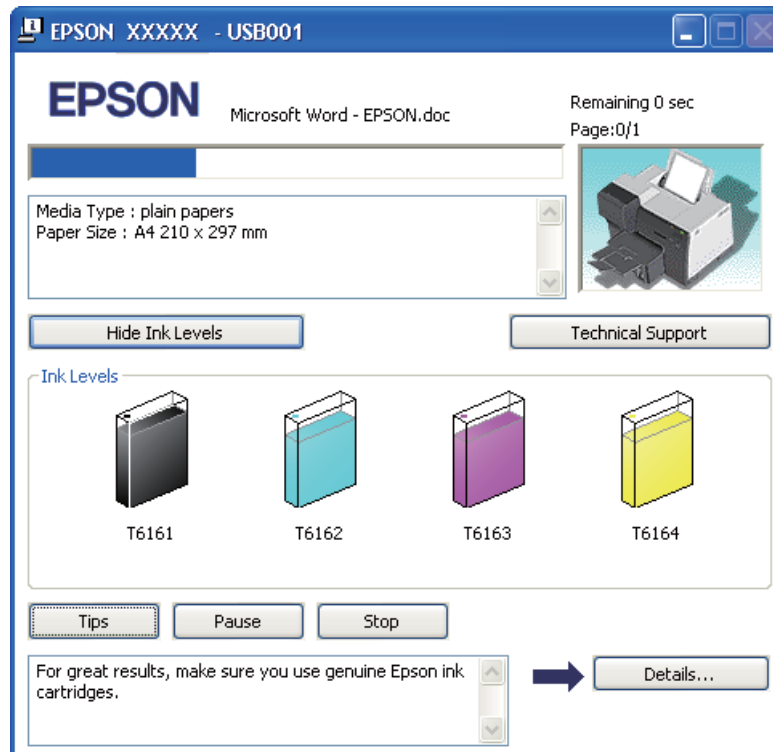 EPSON XXXXX - USB001
EPSON
Microsoft Word - EPSON.doc
Remaining 0 sec
Page:0/1
Media Type : plain papers
Paper Size : A4 210 x 297 mm
Hide Ink Levels
Technical Support
Ink Levels
T6161
T6162
T6163
T6164
Tips
Pause
Stop
For great results, make sure you use genuine Epson ink
cartridges.
Details...